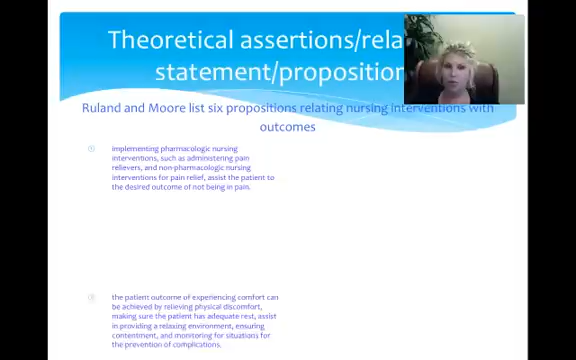 Theoretical assertions/rela
statement/proposition
Ruland and Moore list six propositions relating nursing interventions with
outcomes
implementing pharmacologic nursing
interventions, such as administering pain
relievers, and non-pharmacologic nursing
interventions for pain relief, assist the patient to
the desired outcome of not being in pain.
the patient outcome of experiencing comfort can
be achieved by relieving physical discomfort,
making sure the patient has adequate rest, assist
in providing a relaxing environment, ensuring
contentment, and monitoring for situations for
the prevention of complications.